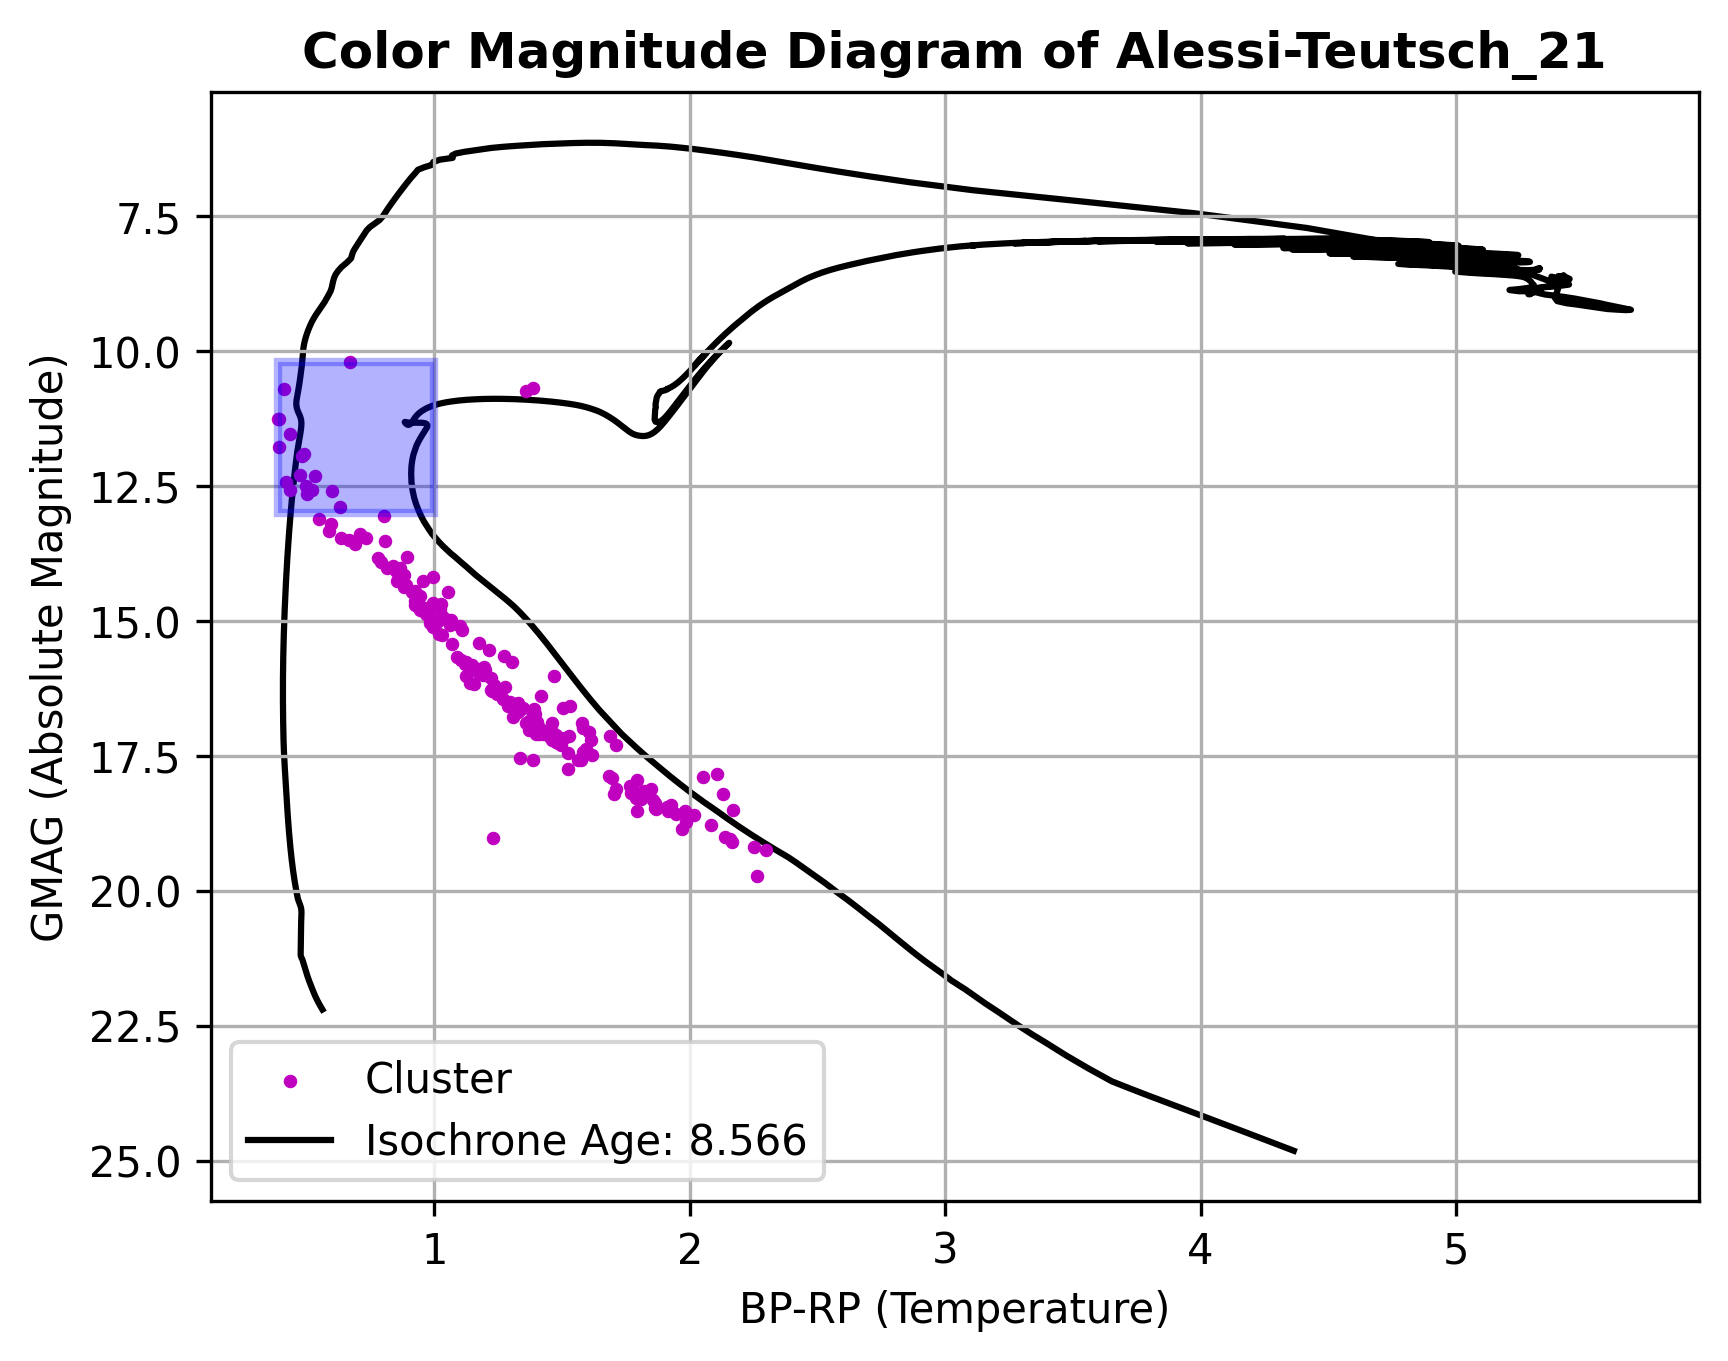 Color Magnitude Diagram of Alessi-Teutsch_21
GMAG (Absolute Magnitude)
7.5
10.0
12.5
15.0
17.5
20.0
22.5
25.0
Cluster
Isochrone Age: 8.566
1
2
3
4
5
BP-RP (Temperature)